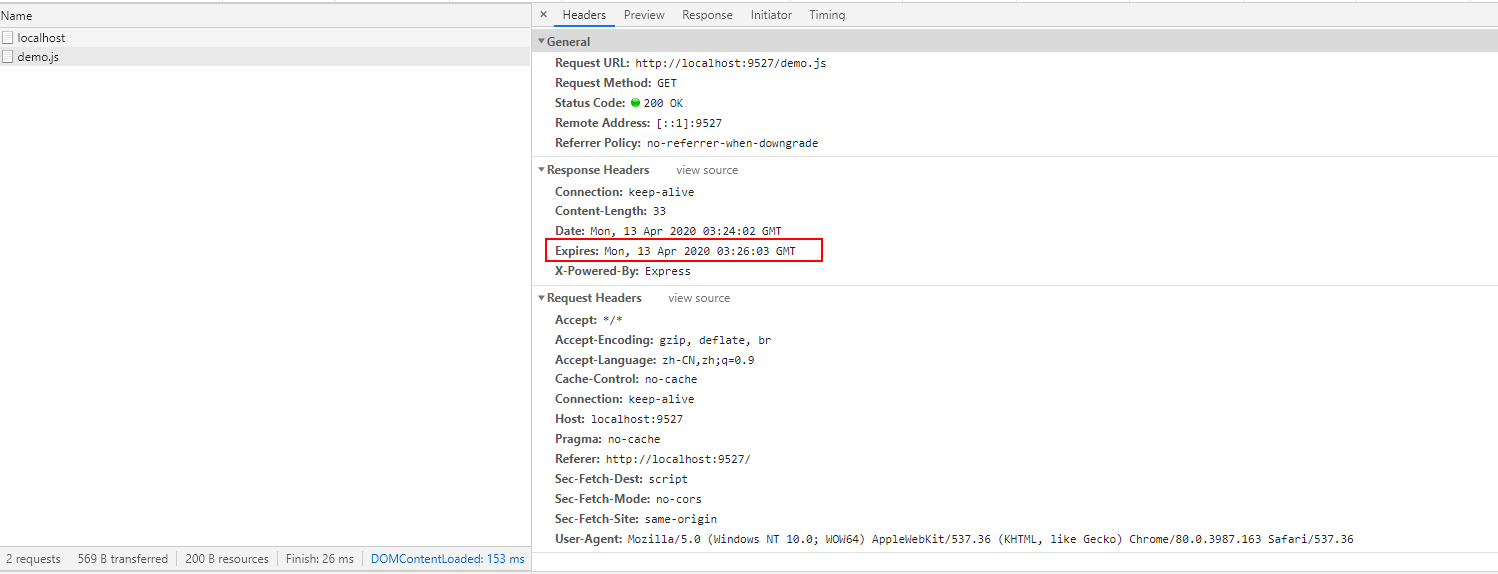 Name
localhost
demo.js
× Headers Preview Response Initiator Timing
General
Request URL: http://localhost:9527/demo.js
Request Method: GET
Status Code: 200 OK
Remote Address: [::1]:9527
Referrer Policy: no-referrer-when-downgrade
Response Headers view source
Connection: keep-alive
Content-Length: 33
Date: Mon, 13 Apr 2020 03:24:02 GMT
Expires: Mon, 13 Apr 2020 03:26:03 GMT
X-Powered-By: Express
Request Headers view source
Accept: */*
Accept-Encoding: gzip, deflate, br
Accept-Language: zh-CN,zh;q=0.9
Cache-Control: no-cache
Connection: keep-alive
Host: localhost:9527
Pragma: no-cache
Referer: http://localhost:9527/
Sec-Fetch-Dest: script
Sec-Fetch-Mode: no-cors
Sec-Fetch-Site: same-origin
User-Agent: Mozilla/5.0 (Windows NT 10.0; WOW64) AppleWebKit/537.36 (KHTML, like Gecko) Chrome/80.0.3987.163 Safari/537.36
2 requests 569 B transferred 200 B resources Finish: 26 ms DOMContentLoaded: 153 ms